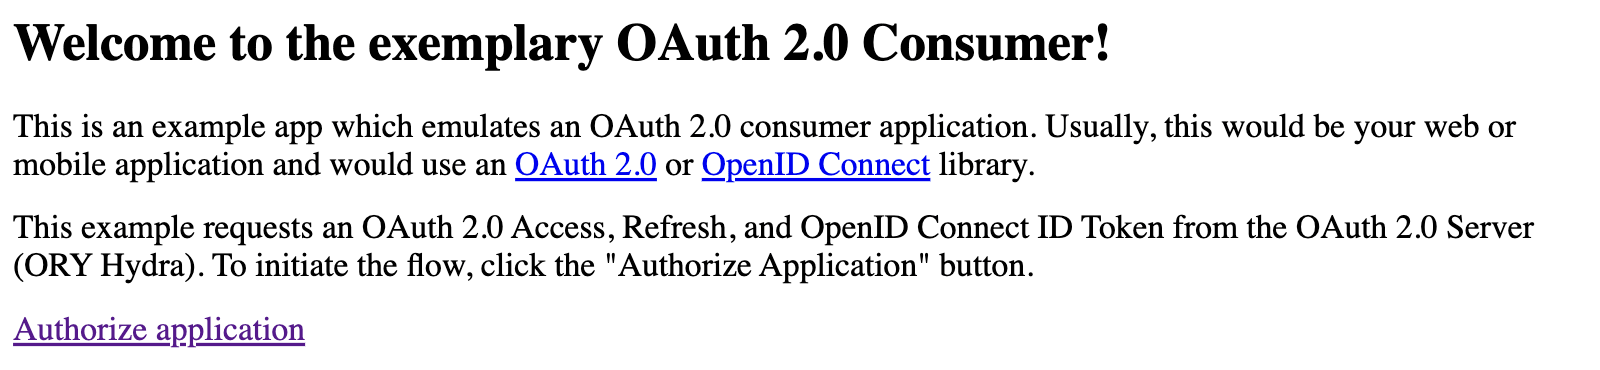 Welcome to the exemplary OAuth 2.0 Consumer!
This is an example app which emulates an OAuth 2.0 consumer application. Usually, this would be your web or
mobile application and would use an OAuth 2.0 or OpenID Connect library.
This example requests an OAuth 2.0 Access, Refresh, and OpenID Connect ID Token from the OAuth 2.0 Server
(ORY Hydra). To initiate the flow, click the "Authorize Application" button.
Authorize application